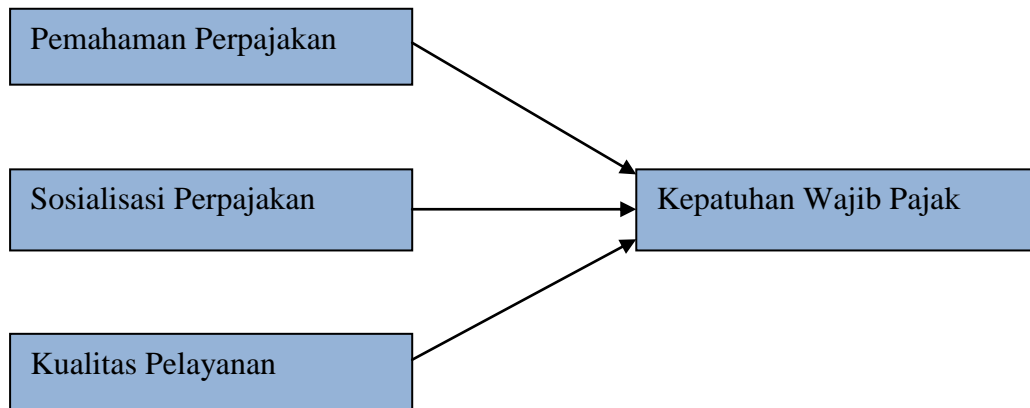 Pemahaman Perpajakan
Sosialisasi Perpajakan
Kepatuhan Wajib Pajak
Kualitas Pelayanan